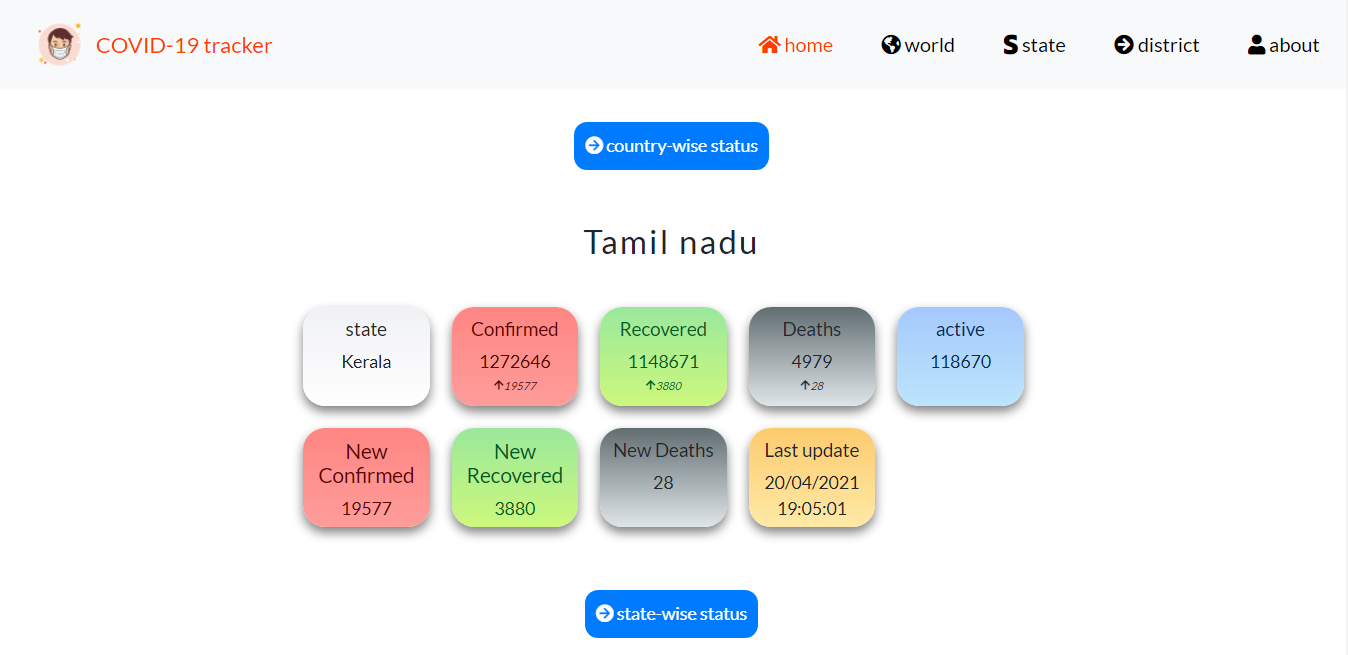 COVID-19 tracker
home
world
state
district
about
country-wise status
Tamil nadu
state
Kerala
Confirmed
1272646
↑19577
Recovered
1148671
↑3880
Deaths
4979
↑28
active
118670
New
Confirmed
19577
New
Recovered
3880
New Deaths
28
Last update
20/04/2021
19:05:01
state-wise status